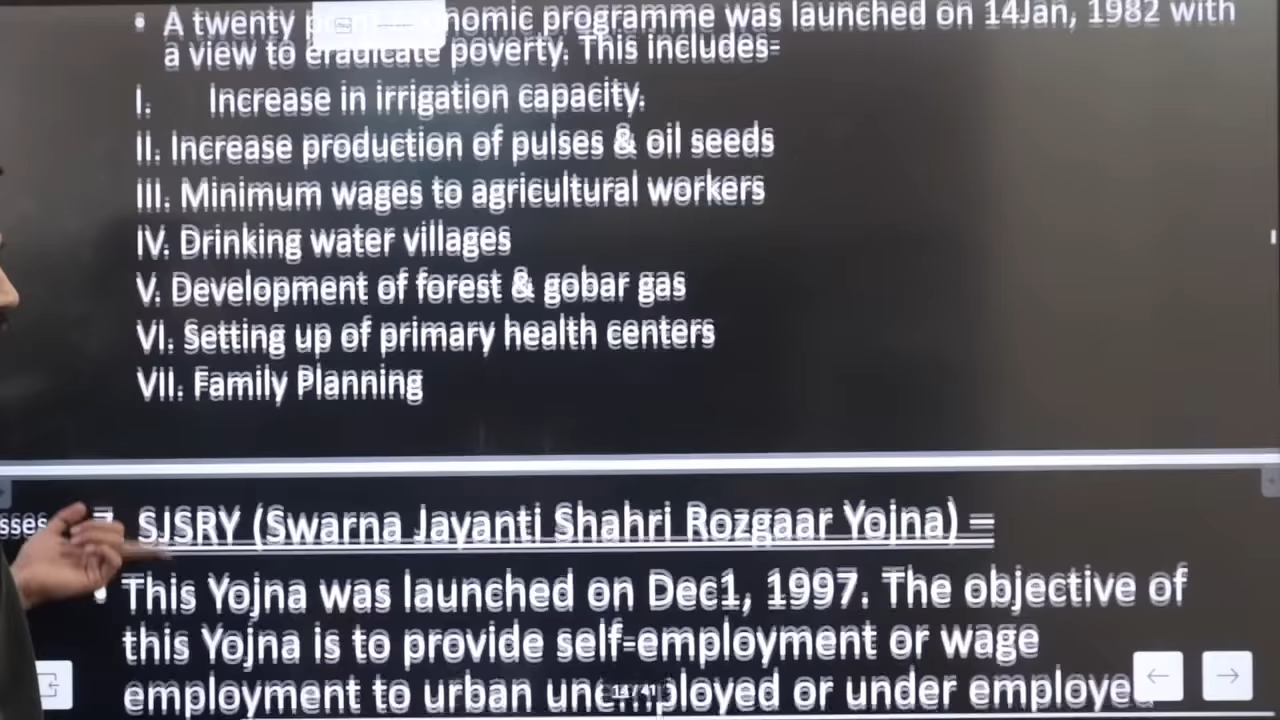 • A twenty nomic programme was launched on 14Jan, 1982 with
a view to eradicate poverty. This includes=
I. Increase in irrigation capacity.
II. Increase production of pulses & oil seeds
III. Minimum wages to agricultural workers
IV. Drinking water villages
V. Development of forest & gobar gas
VI. Setting up of primary health centers
VII. Family Planning
sses
SJSRY (Swarna Jayanti Shahri Rozgaar Yojna) =
• This Yojna was launched on Dec1, 1997. The objective of
this Yojna is to provide self-employment or wage
employment to urban unemployed or under employe